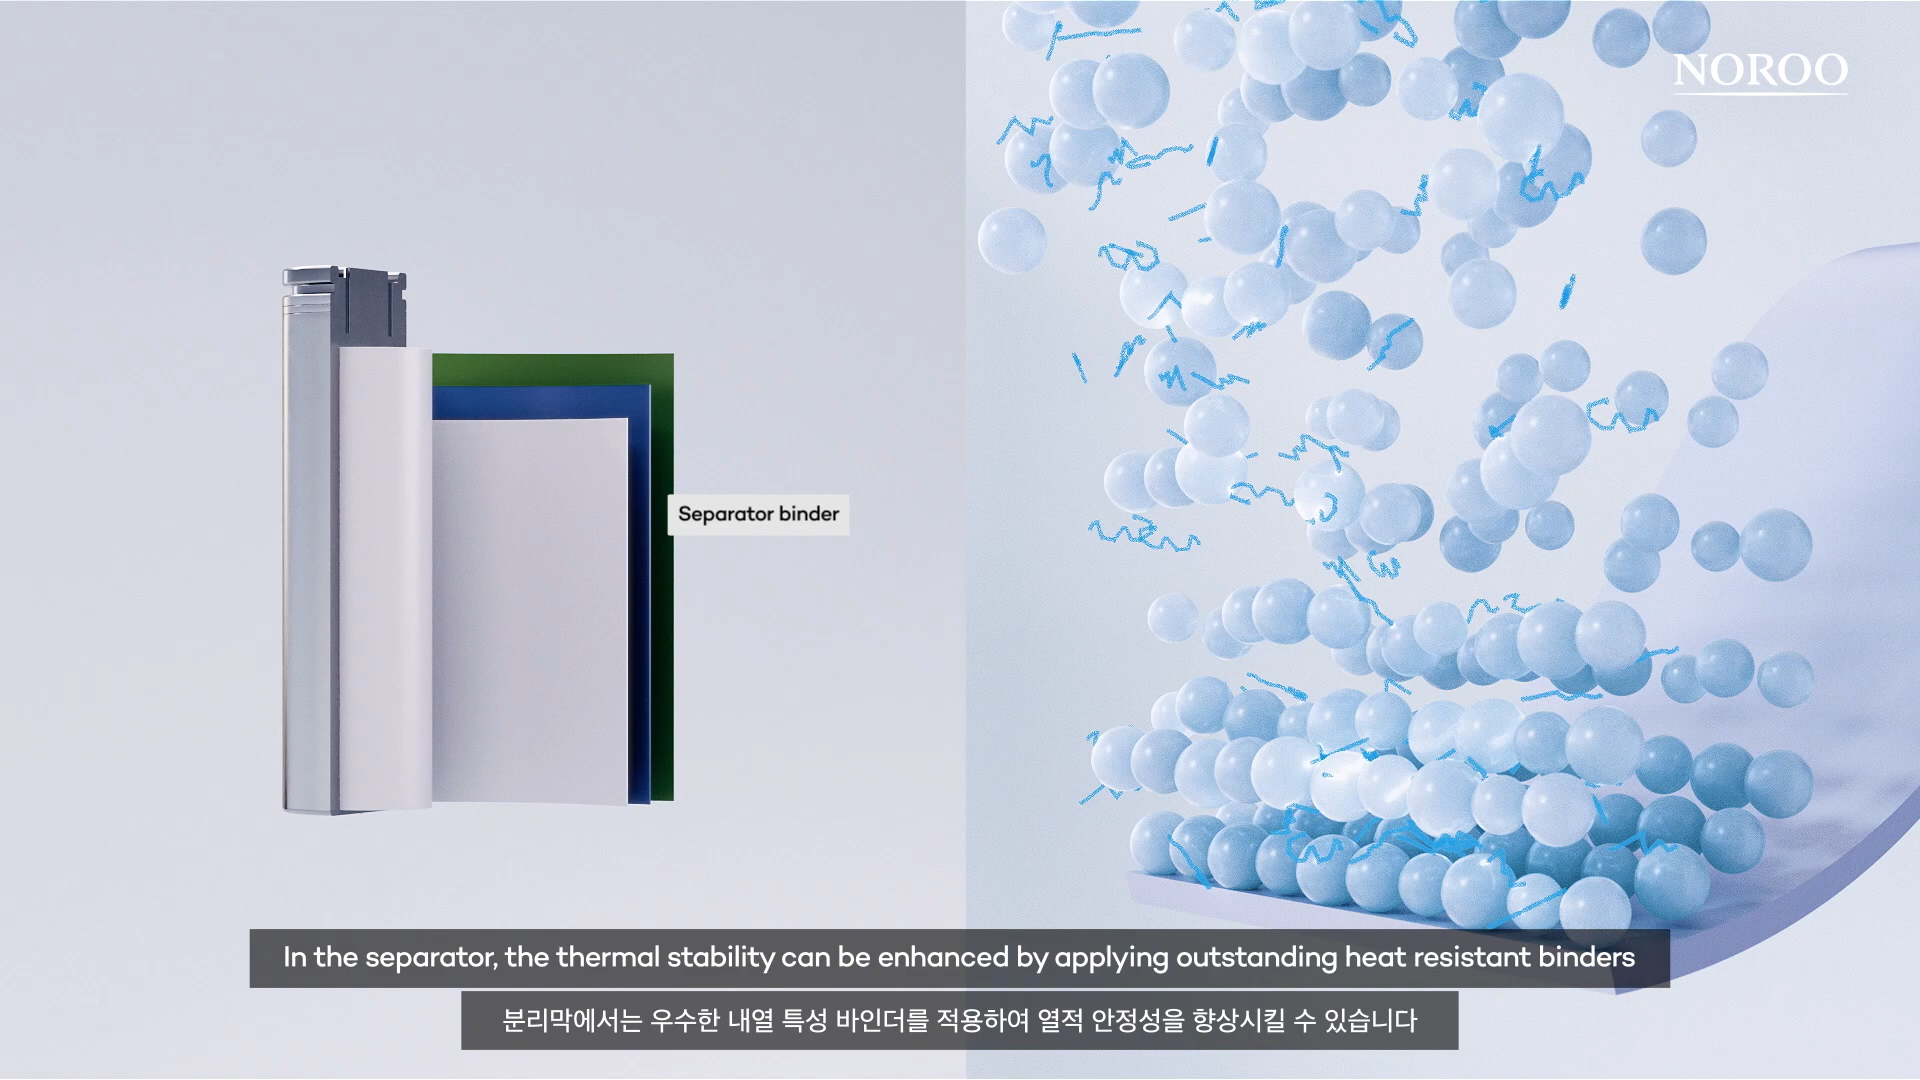 NOROO
Separator binder
In the separator, the thermal stability can be enhanced by applying outstanding heat resistant binders
분리막에서는 우수한 내열 특성 바인더를 적용하여 열적 안정성을 향상시킬 수 있습니다